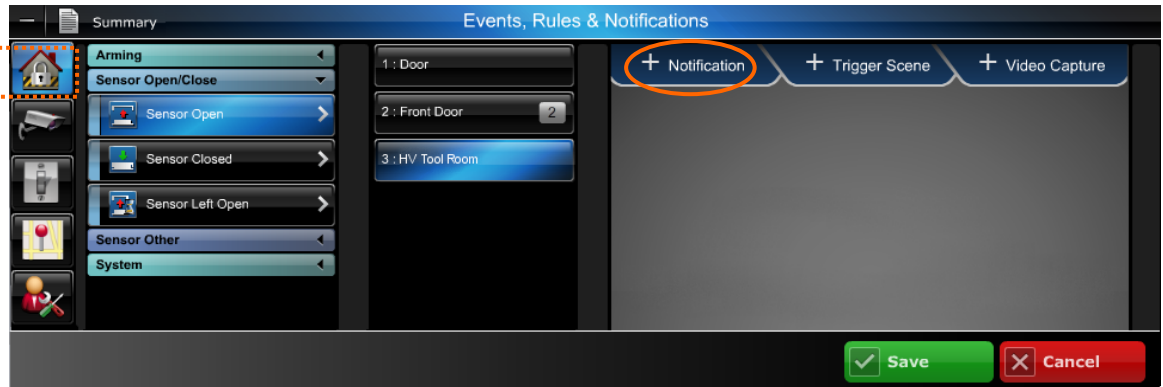 Summary
Events, Rules & Notifications
Arming
Sensor Open/Close
Sensor Open
Sensor Closed
Sensor Left Open
Sensor Other
System
1 : Door
2 : Front Door 2
3 : HV Tool Room
+ Notification
+ Trigger Scene
+ Video Capture
Save
Cancel